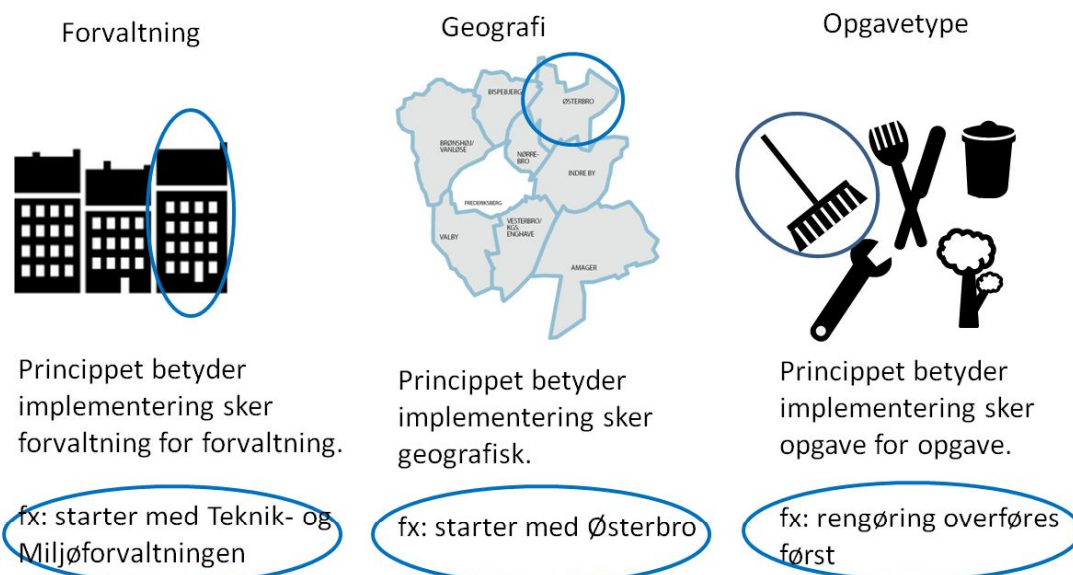 Forvaltning
Princippet betyder
implementering sker
forvaltning for forvaltning.
fx: starter med Teknik- og
Miljøforvaltningen
Geografi
BISPEBJERG
ØSTERBRO
BRØNSHØJ/
VANLØSE
NØRRE-
BRO
INDRE BY
FREDERIKSBERG
VESTERBRO/
KGS.
ENGHAVE
VALBY
AMAGER
Princippet betyder
implementering sker
geografisk.
fx: starter med Østerbro
Opgavetype
Princippet betyder
implementering sker
opgave for opgave.
fx: rengøring overføres
først